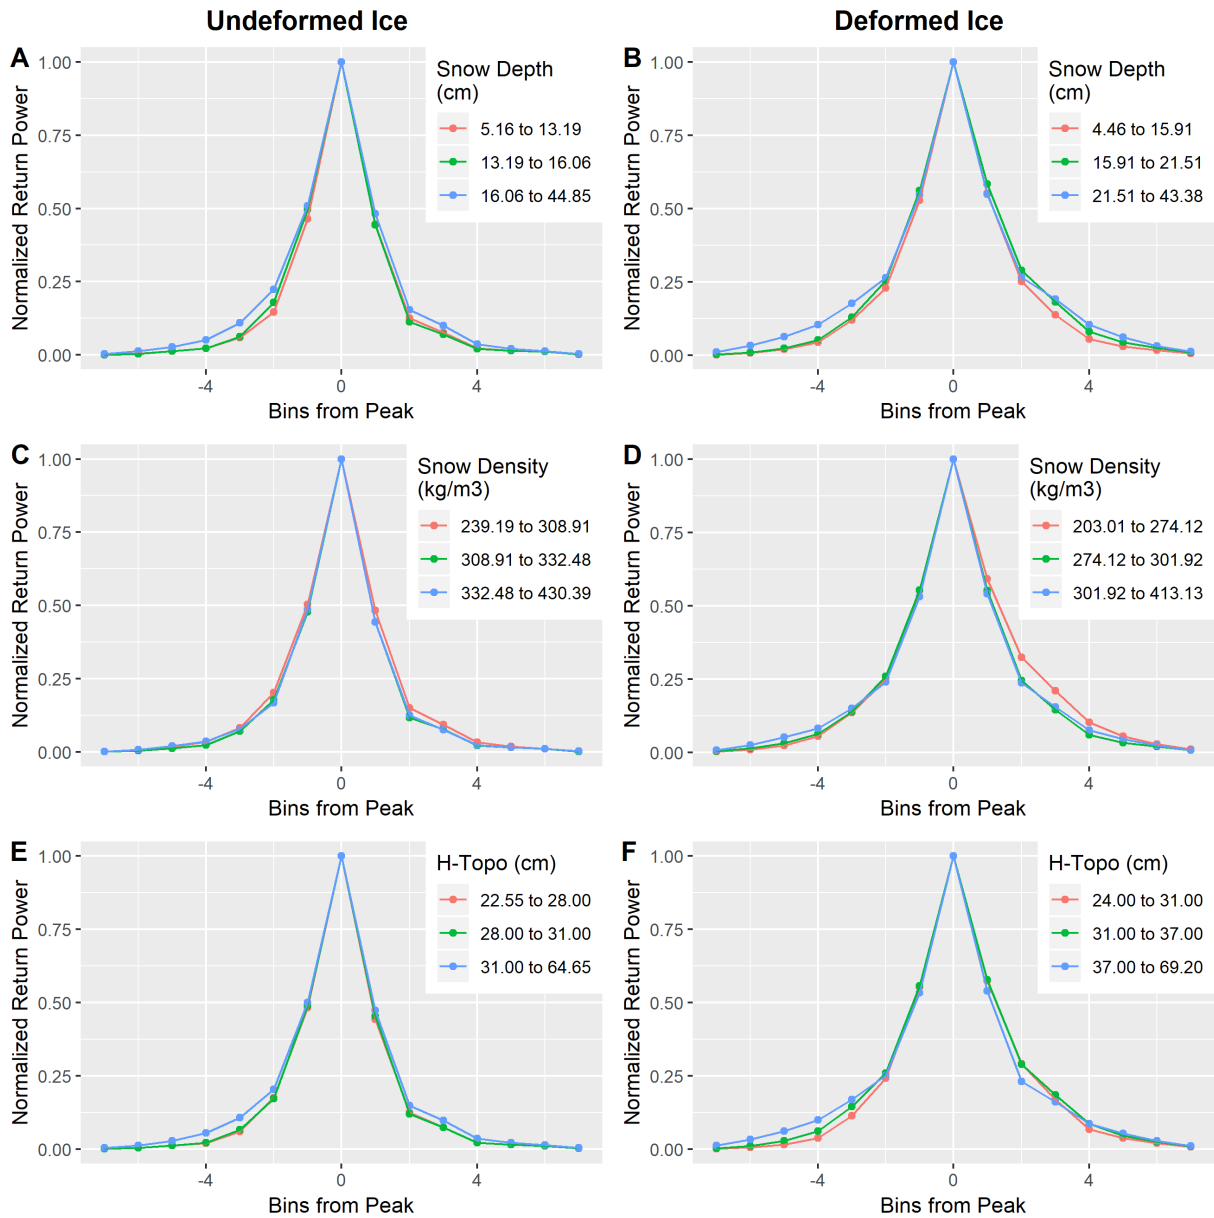 Undeformed Ice
Deformed Ice
A
Normalized Return Power
1.00
0.75
0.50
0.25
0.00
-4
0
4
Bins from Peak
Snow Depth
(cm)
5.16 to 13.19
13.19 to 16.06
16.06 to 44.85
B
Normalized Return Power
1.00
0.75
0.50
0.25
0.00
-4
0
4
Bins from Peak
Snow Depth
(cm)
4.46 to 15.91
15.91 to 21.51
21.51 to 43.38
C
Normalized Return Power
1.00
0.75
0.50
0.25
0.00
-4
0
4
Bins from Peak
Snow Density
(kg/m3)
239.19 to 308.91
308.91 to 332.48
332.48 to 430.39
D
Normalized Return Power
1.00
0.75
0.50
0.25
0.00
-4
0
4
Bins from Peak
Snow Density
(kg/m3)
203.01 to 274.12
274.12 to 301.92
301.92 to 413.13
E
Normalized Return Power
1.00
0.75
0.50
0.25
0.00
-4
0
4
Bins from Peak
H-Topo (cm)
22.55 to 28.00
28.00 to 31.00
31.00 to 64.65
F
Normalized Return Power
1.00
0.75
0.50
0.25
0.00
-4
0
4
Bins from Peak
H-Topo (cm)
24.00 to 31.00
31.00 to 37.00
37.00 to 69.20